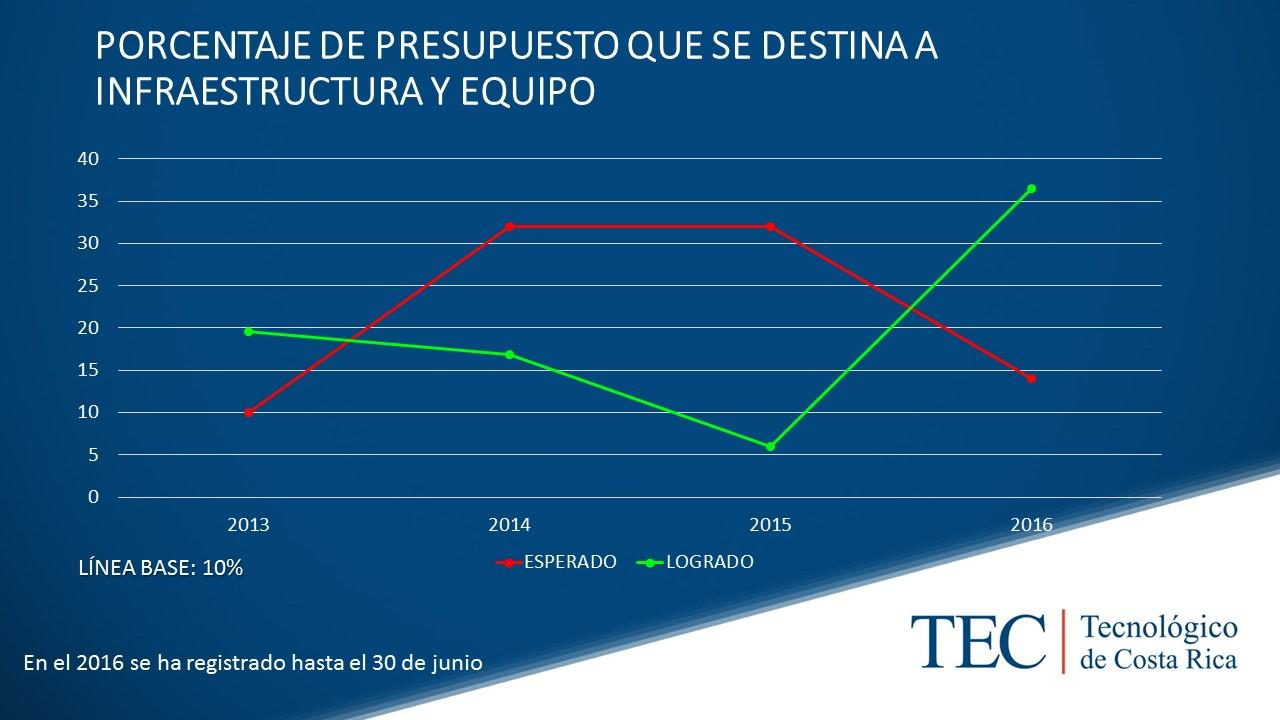 PORCENTAJE DE PRESUPUESTO QUE SE DESTINA A
INFRAESTRUCTURA Y EQUIPO
40
35
30
25
20
15
10
5
0
2013 2014 2015 2016
LÍNEA BASE: 10%
ESPERADO LOGRADO
En el 2016 se ha registrado hasta el 30 de junio
TEC
Tecnológico
de Costa Rica